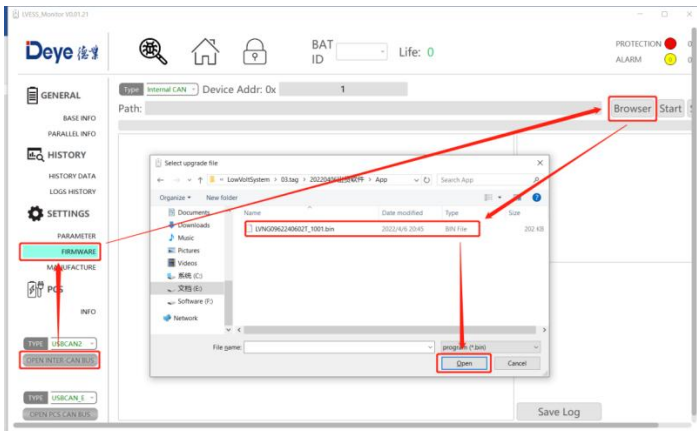 LVESS_Monitor V0.01.21
Deye 德業
BAT ID
Life: 0
PROTECTION 0
ALARM 0
GENERAL
BASE INFO
PARALLEL INFO
HISTORY
HISTORY DATA
LOGS HISTORY
SETTINGS
PARAMETER
FIRMWARE
MANUFACTURE
PCS
INFO
TYPE USBCAN2
OPEN INTER-CAN BUS
TYPE USBCAN_E
OPEN PCS-CAN BUS
Type Internal CAN Device Addr: 0x 1
Path:
Browser Start
Select upgrade file
« LowVoltSystem > 03.tag > > App
Search App
Organize New folder
Name Date modified Type Size
LVNG0962240602T_1001.bin 2022/4/6 20:45 BIN File 202 KB
Documents
Downloads
Music
Pictures
Videos
系统 (C:)
文档 (E:)
Software (F:)
Network
File name:
program (*.bin)
Open Cancel
Save Log